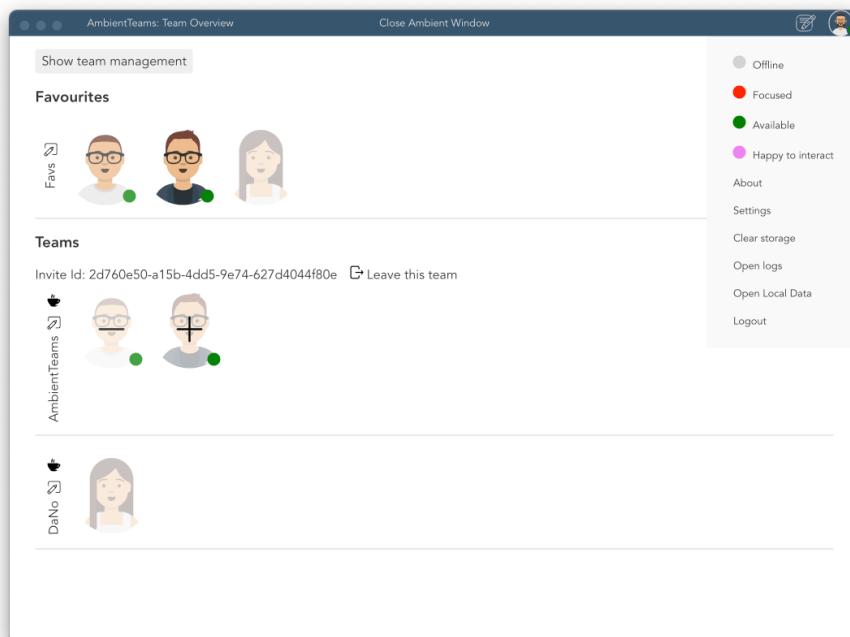 AmbientTeams: Team Overview
Close Ambient Window
Show team management
Favourites
Favs
Teams
Invite Id: 2d760e50-a15b-4dd5-9e74-627d4044f80e
Leave this team
AmbientTeams
DaNo
Offline
Focused
Available
Happy to interact
About
Settings
Clear storage
Open logs
Open Local Data
Logout